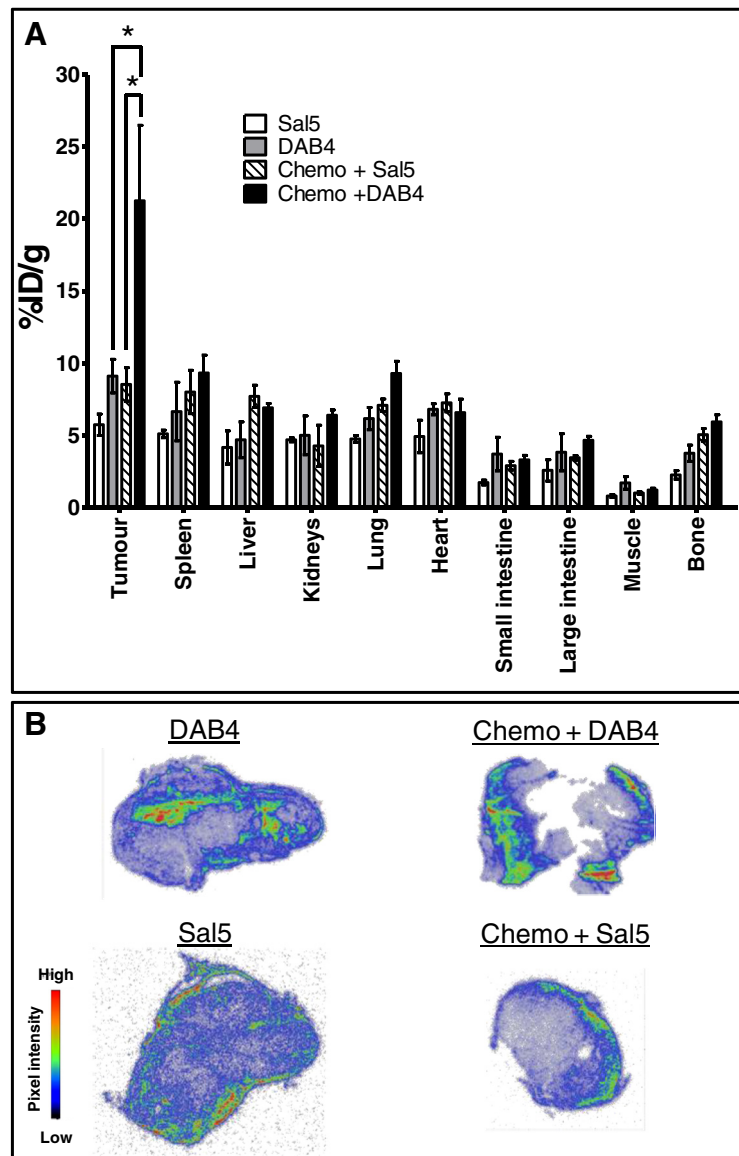 A
*
*
30
25
20
15
10
5
0
%ID/g
Sal5
DAB4
Chemo + Sal5
Chemo +DAB4
Tumour
Spleen
Liver
Kidneys
Lung
Heart
Small intestine
Large intestine
Muscle
Bone
B
DAB4
Chemo + DAB4
Sal5
Chemo + Sal5
High
Pixel intensity
Low